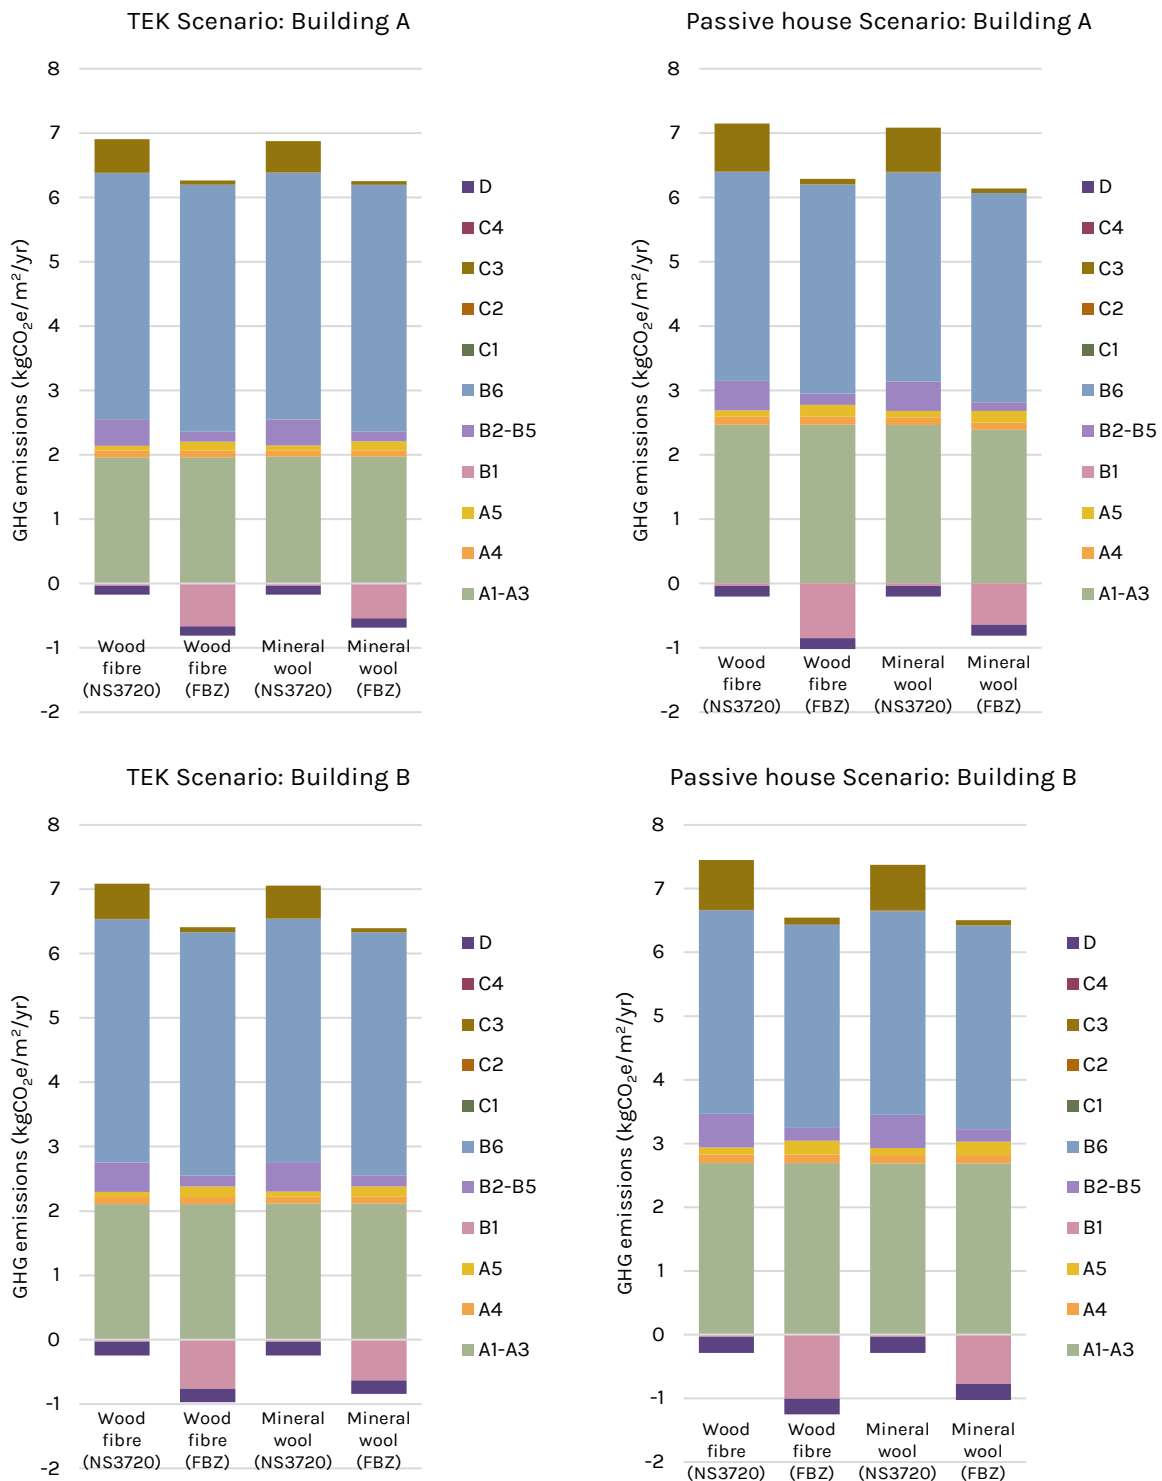 TEK Scenario: Building A
8
7
6
5
4
3
2
1
0
-1
-2
GHG emissions (kgCO₂e/m²/yr)
Wood fibre (NS3720)
Wood fibre (FBZ)
Mineral wool (NS3720)
Mineral wool (FBZ)
D
C4
C3
C2
C1
B6
B2-B5
B1
A5
A4
A1-A3
Passive house Scenario: Building A
8
7
6
5
4
3
2
1
0
-1
-2
GHG emissions (kgCO₂e/m²/yr)
Wood fibre (NS3720)
Wood fibre (FBZ)
Mineral wool (NS3720)
Mineral wool (FBZ)
D
C4
C3
C2
C1
B6
B2-B5
B1
A5
A4
A1-A3
TEK Scenario: Building B
8
7
6
5
4
3
2
1
0
-1
-2
GHG emissions (kgCO₂e/m²/yr)
Wood fibre (NS3720)
Wood fibre (FBZ)
Mineral wool (NS3720)
Mineral wool (FBZ)
D
C4
C3
C2
C1
B6
B2-B5
B1
A5
A4
A1-A3
Passive house Scenario: Building B
8
7
6
5
4
3
2
1
0
-1
-2
GHG emissions (kgCO₂e/m²/yr)
Wood fibre (NS3720)
Wood fibre (FBZ)
Mineral wool (NS3720)
Mineral wool (FBZ)
D
C4
C3
C2
C1
B6
B2-B5
B1
A5
A4
A1-A3